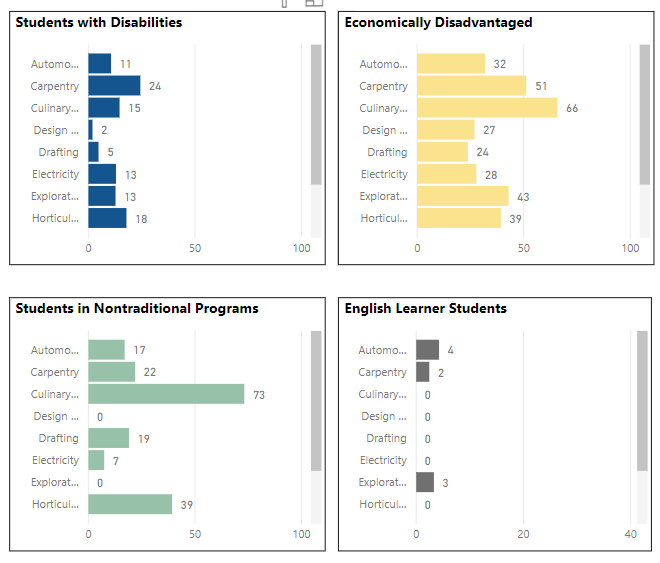 Students with Disabilities
Automo... 11
Carpentry 24
Culinary... 15
Design ... 2
Drafting 5
Electricity 13
Explorat... 13
Horticul... 18
0 50 100
Economically Disadvantaged
Automo... 32
Carpentry 51
Culinary... 66
Design ... 27
Drafting 24
Electricity 28
Explorat... 43
Horticul... 39
0 50 100
Students in Nontraditional Programs
Automo... 17
Carpentry 22
Culinary... 73
Design ... 0
Drafting 19
Electricity 7
Explorat... 0
Horticul... 39
0 50 100
English Learner Students
Automo... 4
Carpentry 2
Culinary... 0
Design ... 0
Drafting 0
Electricity 0
Explorat... 3
Horticul... 0
0 20 40